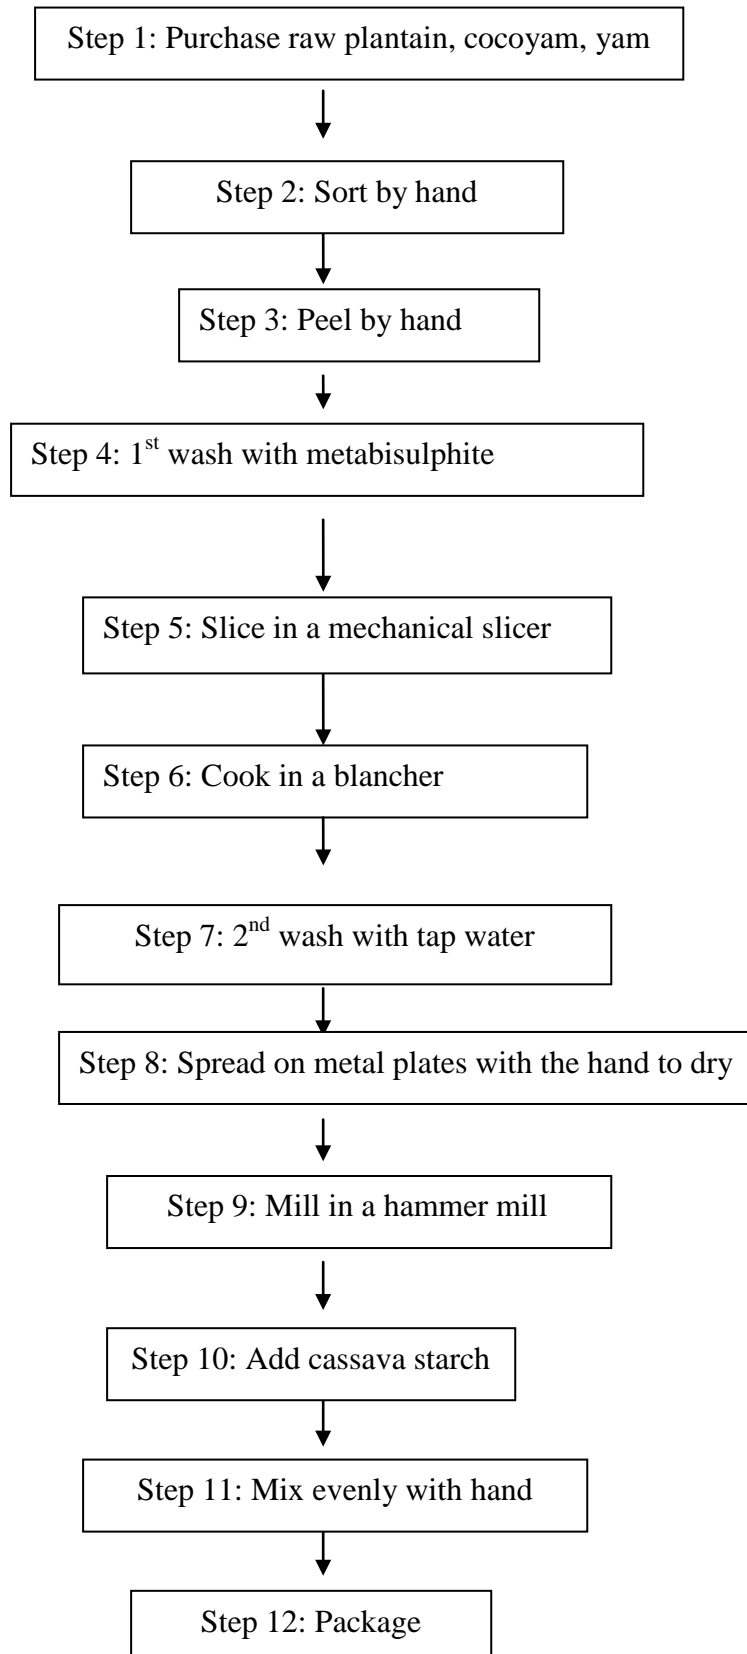 Step 1: Purchase raw plantain, cocoyam, yam
Step 2: Sort by hand
Step 3: Peel by hand
Step 4: 1st wash with metabisulphite
Step 5: Slice in a mechanical slicer
Step 6: Cook in a blancher
Step 7: 2nd wash with tap water
Step 8: Spread on metal plates with the hand to dry
Step 9: Mill in a hammer mill
Step 10: Add cassava starch
Step 11: Mix evenly with hand
Step 12: Package